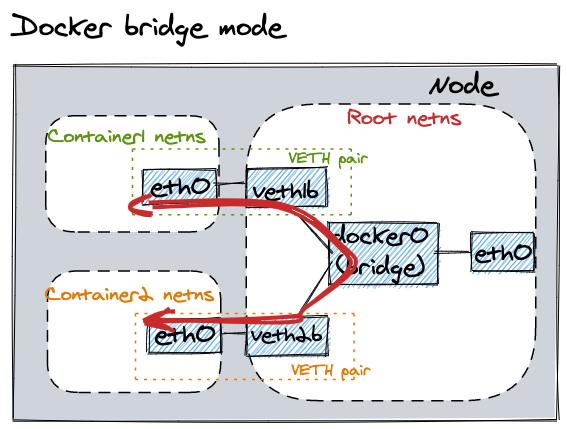 Docker bridge mode
Node
Root netns
Container1 netns
VETH pair
eth0
veth1b
docker0
(bridge)
eth0
Container2 netns
eth0
veth2b
VETH pair